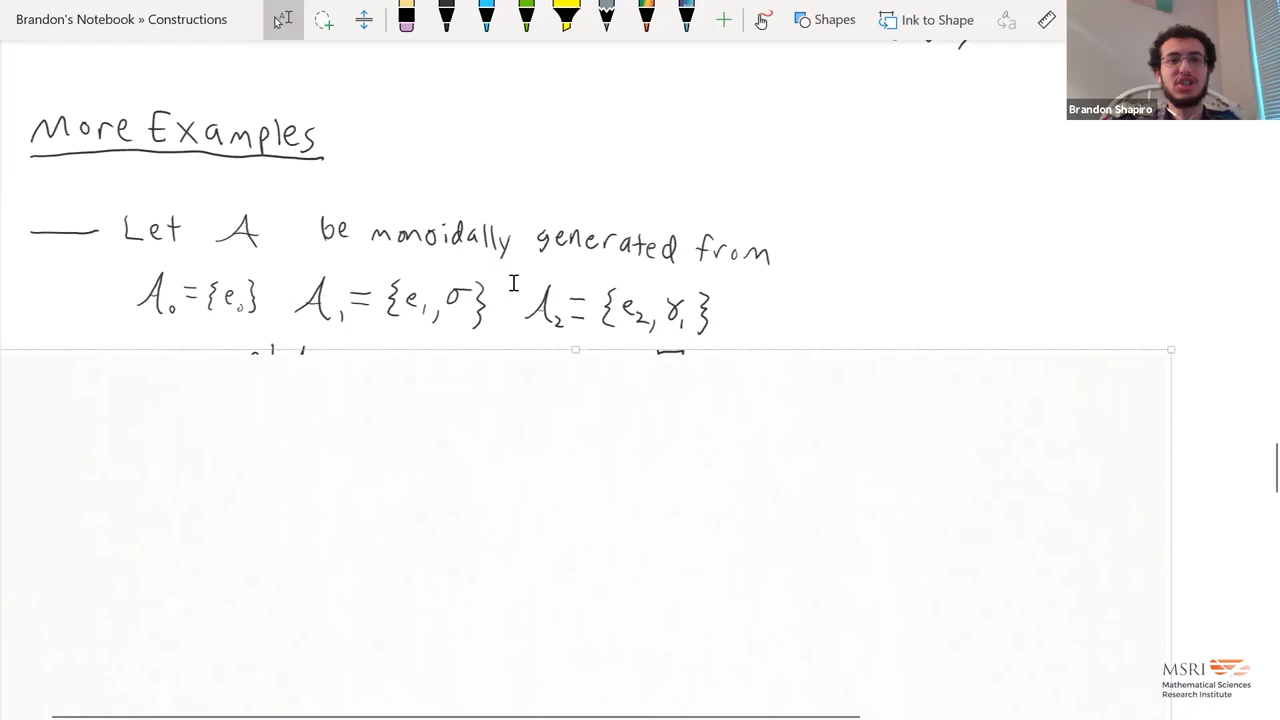 Brandon's Notebook » Constructions
Shapes
Ink to Shape
Brandon Shapiro
More Examples
Let A be monoidally generated from
A₀ = {e₀} A₁ = {e₁, σ} A₂ = {e₂, γ₁}
MSRI
Mathematical Sciences
Research Institute